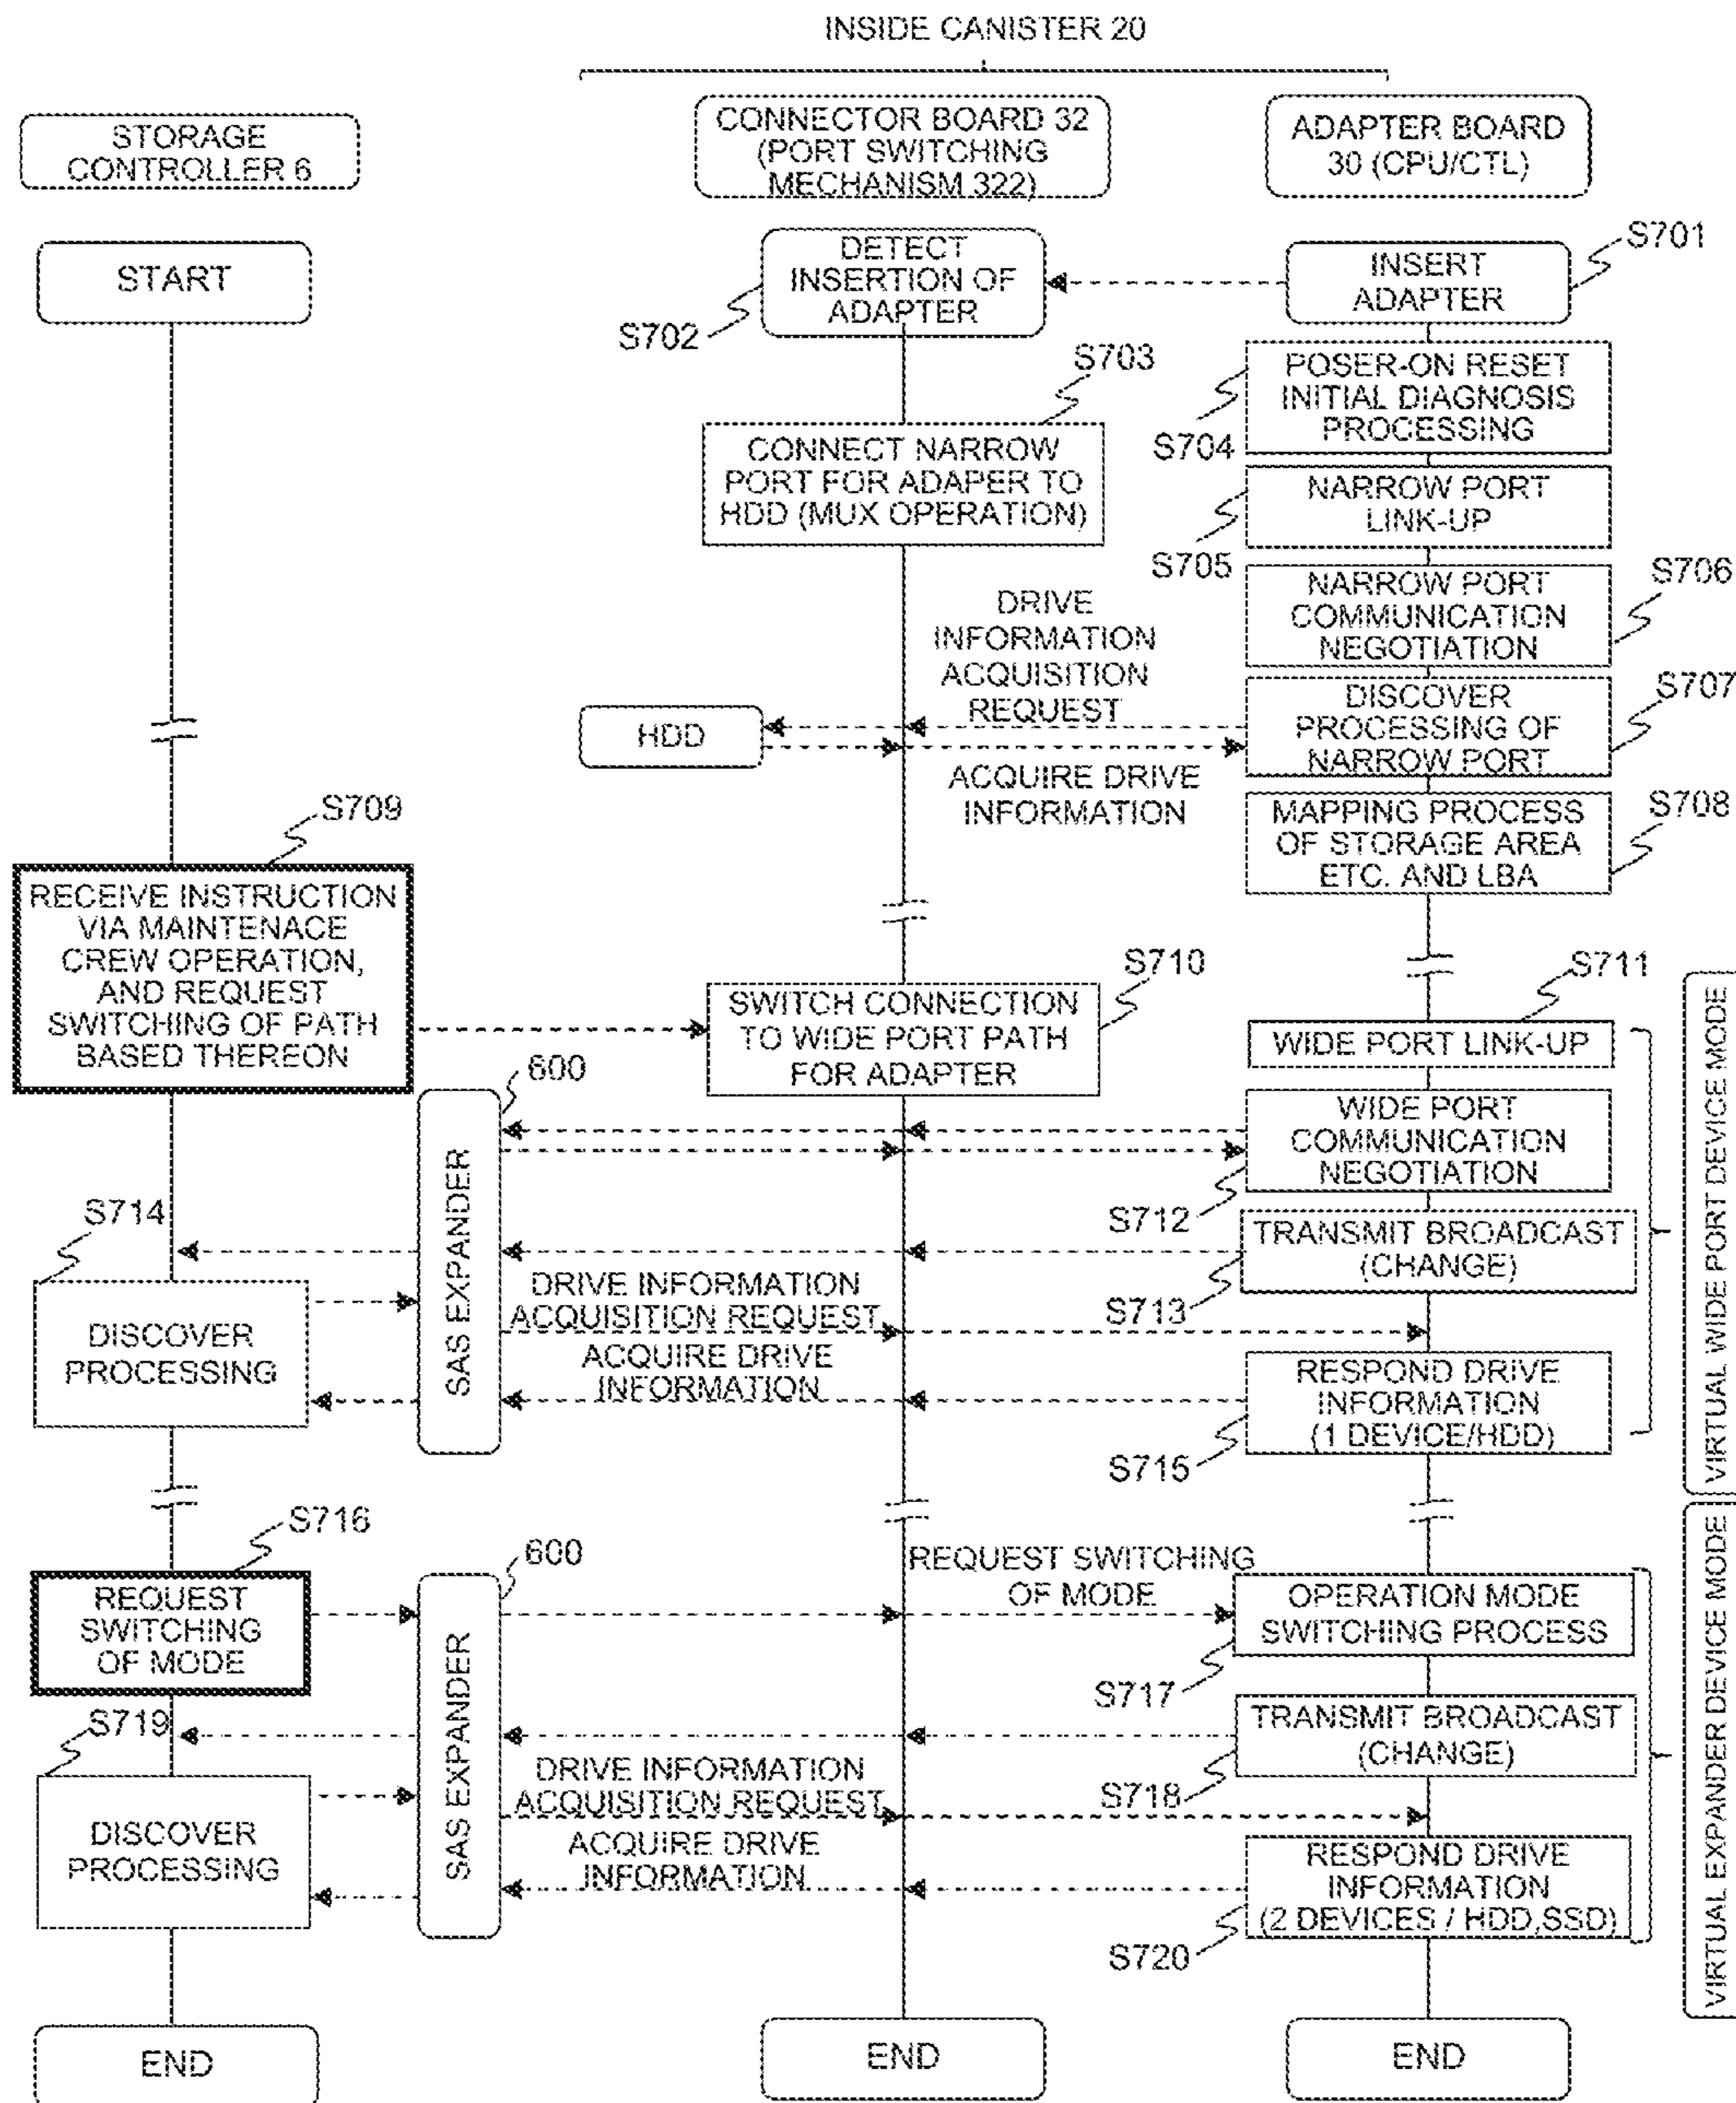 INSIDE CANISTER 20
STORAGE
CONTROLLER 6
CONNECTOR BOARD 32
(PORT SWITCHING
MECHANISM 322)
ADAPTER BOARD
30 (CPU/CTL)
START
DETECT
INSERTION OF
ADAPTER
S702
INSERT
ADAPTER
S701
S703
CONNECT NARROW
PORT FOR ADAPER TO
HDD (MUX OPERATION)
POSER-ON RESET
INITIAL DIAGNOSIS
PROCESSING
S704
NARROW PORT
LINK-UP
S705
NARROW PORT
COMMUNICATION
NEGOTIATION
S706
DRIVE
INFORMATION
ACQUISITION
REQUEST
HDD
ACQUIRE DRIVE
INFORMATION
DISCOVER
PROCESSING OF
NARROW PORT
S707
MAPPING PROCESS
OF STORAGE AREA
ETC. AND LBA
S708
S709
RECEIVE INSTRUCTION
VIA MAINTENACE
CREW OPERATION,
AND REQUEST
SWITCHING OF PATH
BASED THEREON
S710
SWITCH CONNECTION
TO WIDE PORT PATH
FOR ADAPTER
S711
WIDE PORT LINK-UP
600
SAS EXPANDER
WIDE PORT
COMMUNICATION
NEGOTIATION
S712
TRANSMIT BROADCAST
(CHANGE)
S713
S714
DISCOVER
PROCESSING
DRIVE INFORMATION
ACQUISITION REQUEST
ACQUIRE DRIVE
INFORMATION
RESPOND DRIVE
INFORMATION
(1 DEVICE/HDD)
S715
VIRTUAL WIDE PORT DEVICE MODE
S716
REQUEST
SWITCHING
OF MODE
600
SAS EXPANDER
REQUEST SWITCHING
OF MODE
OPERATION MODE
SWITCHING PROCESS
S717
TRANSMIT BROADCAST
(CHANGE)
S718
S719
DISCOVER
PROCESSING
DRIVE INFORMATION
ACQUISITION REQUEST
ACQUIRE DRIVE
INFORMATION
RESPOND DRIVE
INFORMATION
(2 DEVICES / HDD,SSD)
S720
VIRTUAL EXPANDER DEVICE MODE
END
END
END